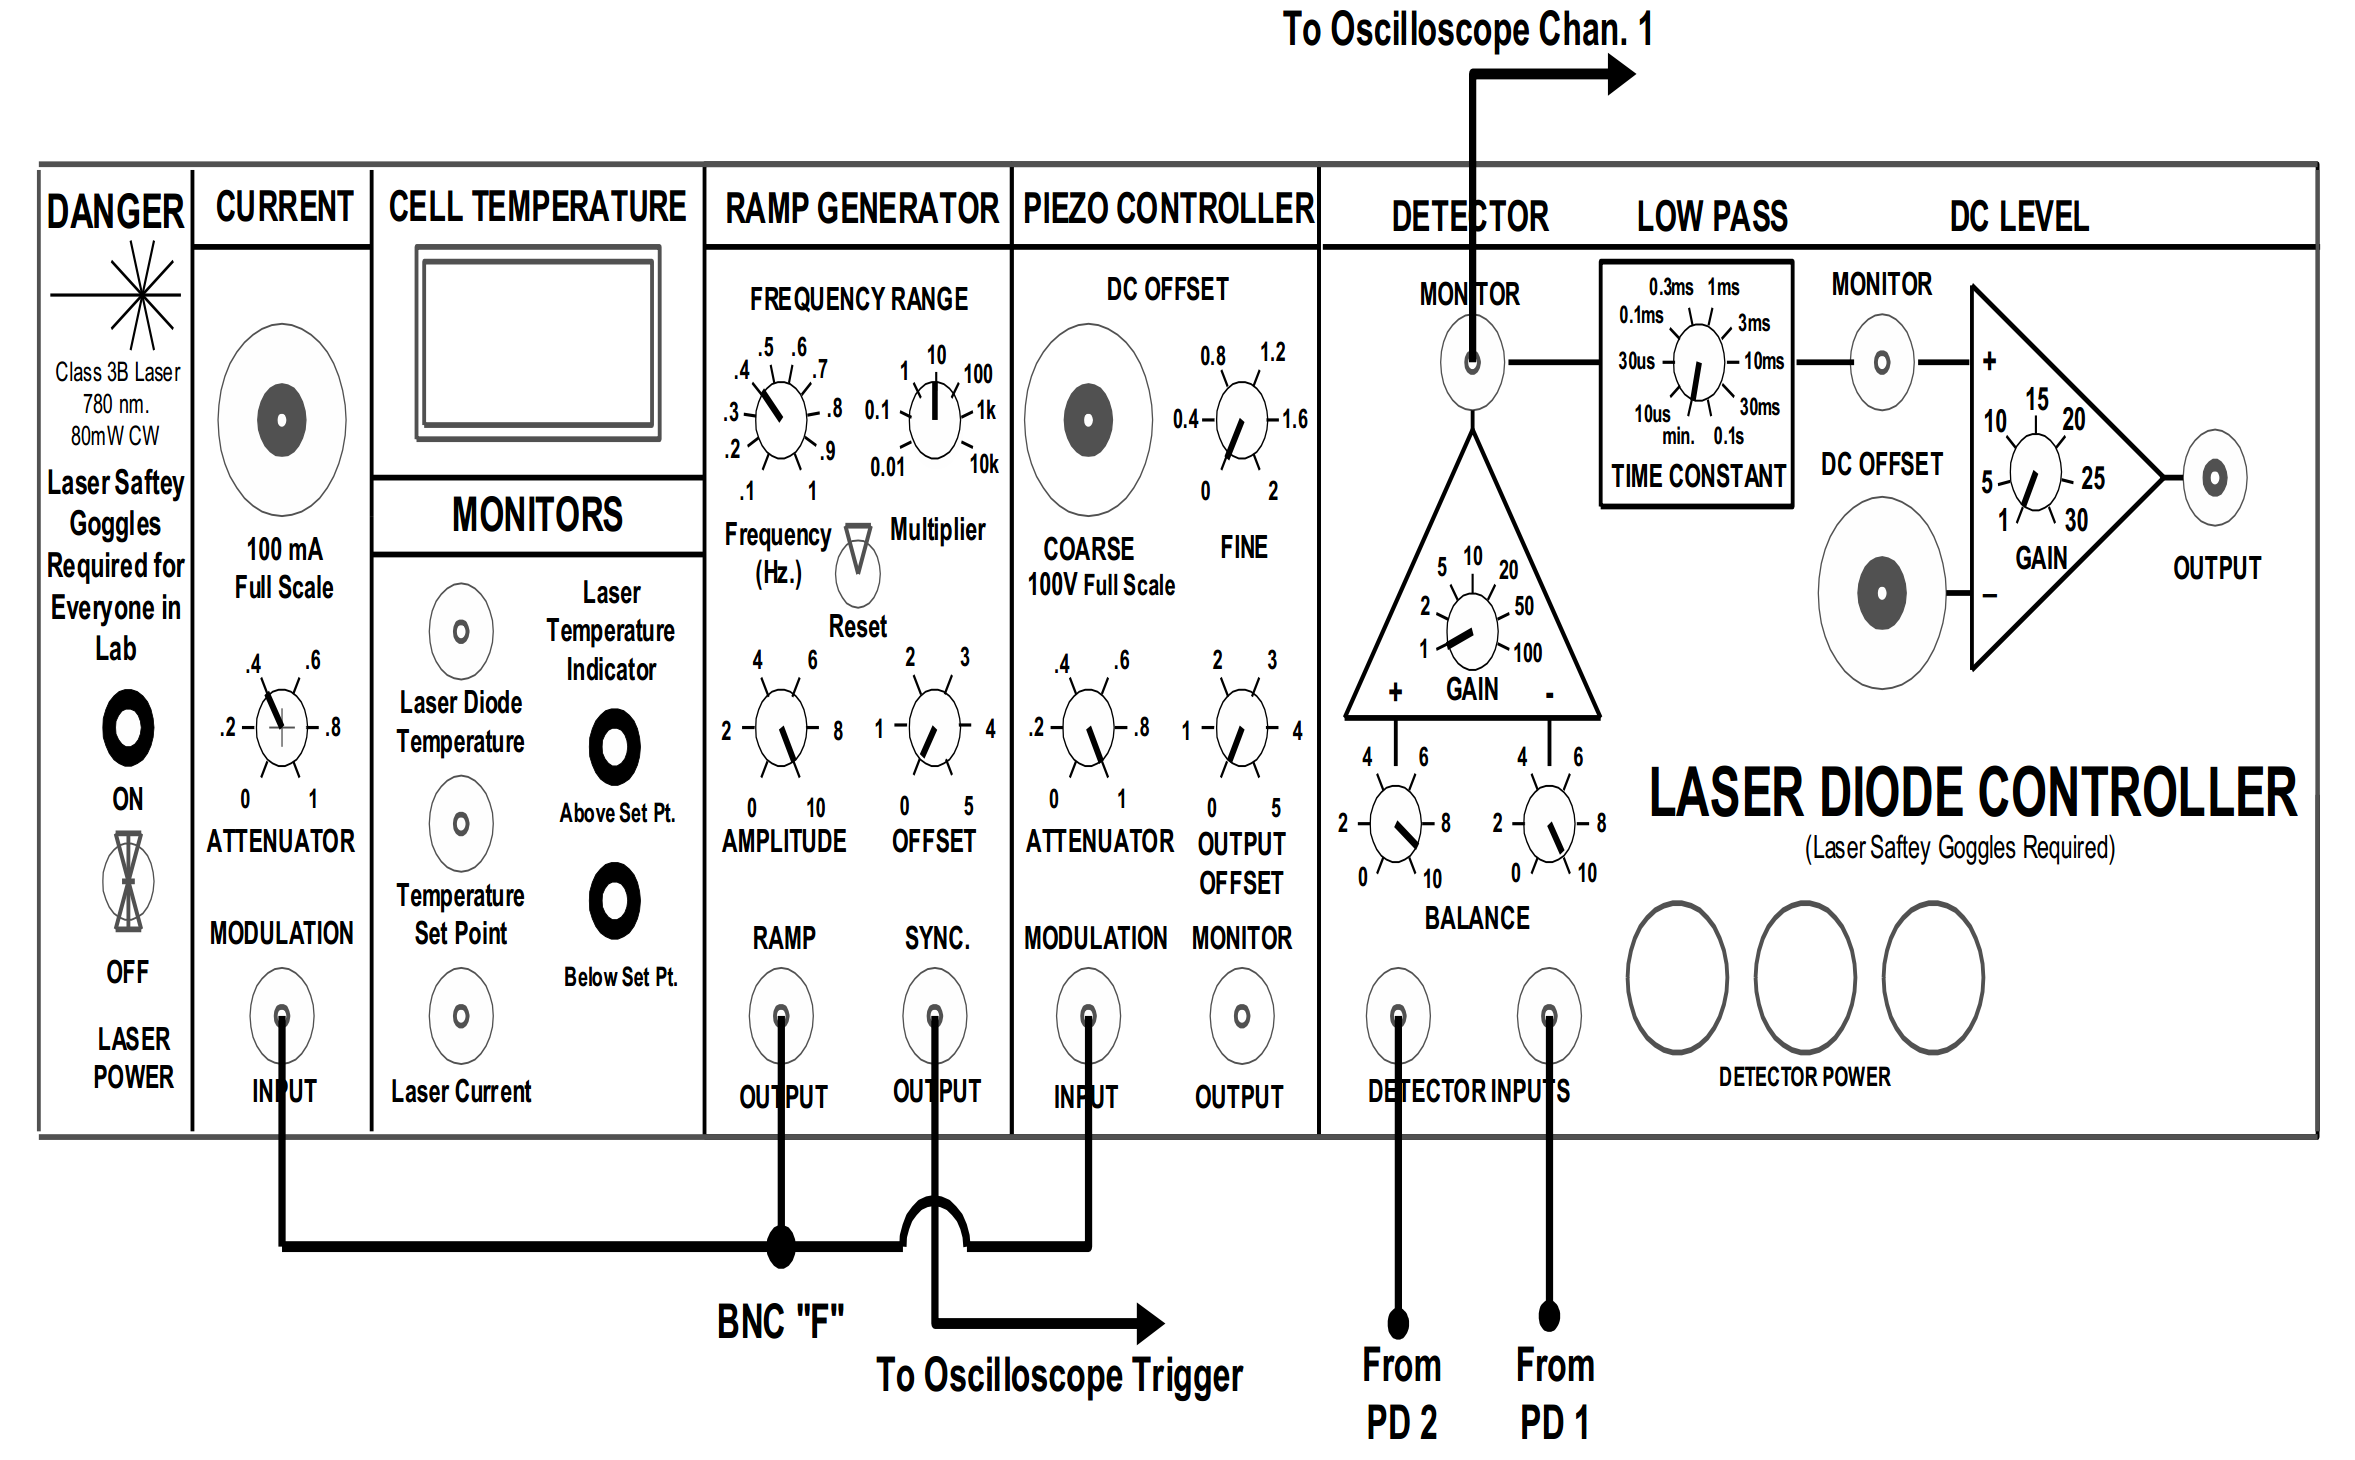 To Oscilloscope Chan. 1
DANGER
Class 3B Laser
780 nm.
80mW CW
Laser Saftey
Goggles
Required for
Everyone in
Lab
ON
OFF
LASER
POWER
CURRENT
100 mA
Full Scale
.4 .6
.2 .8
0 1
ATTENUATOR
MODULATION
INPUT
CELL TEMPERATURE
MONITORS
Laser Diode
Temperature
Temperature
Set Point
Laser Current
Laser
Temperature
Indicator
Above Set Pt.
Below Set Pt.
RAMP GENERATOR
FREQUENCY RANGE
.5 .6
.4 .7
.3 .8
.2 .9
.1 1
Frequency
(Hz.)
10
1 100
0.1 1k
0.01 10k
Multiplier
Reset
4 6
2 8
0 10
AMPLITUDE
2 3
1 4
0 5
OFFSET
RAMP
OUTPUT
SYNC.
OUTPUT
PIEZO CONTROLLER
DC OFFSET
COARSE
100V Full Scale
0.8 1.2
0.4 1.6
0 2
FINE
.4 .6
.2 .8
0 1
ATTENUATOR
2 3
1 4
0 5
OUTPUT
OFFSET
MODULATION
INPUT
MONITOR
OUTPUT
DETECTOR
LOW PASS
DC LEVEL
MONITOR
0.3ms 1ms
0.1ms 3ms
30us 10ms
10us 30ms
min. 0.1s
TIME CONSTANT
MONITOR
DC OFFSET
+
–
15
10 20
5 25
1 30
GAIN
OUTPUT
10
5 20
2 50
1 100
GAIN
+ -
4 6
2 8
0 10
4 6
2 8
0 10
BALANCE
DETECTOR INPUTS
LASER DIODE CONTROLLER
(Laser Saftey Goggles Required)
DETECTOR POWER
BNC "F"
To Oscilloscope Trigger
From
PD 2
From
PD 1